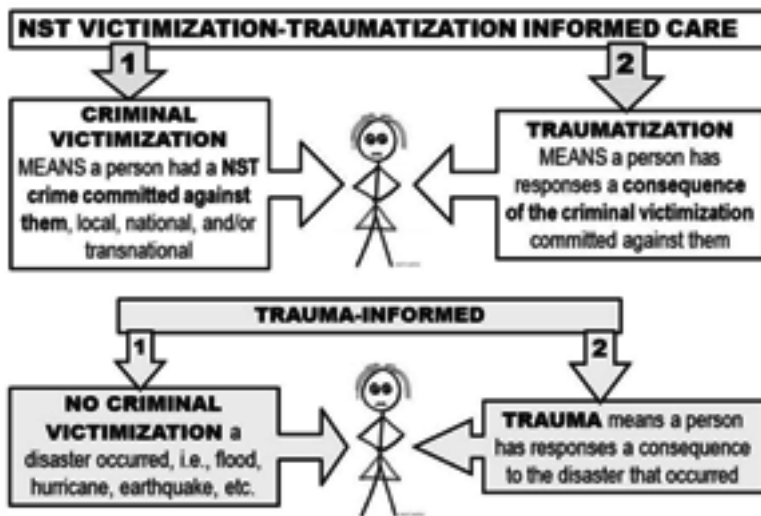 NST VICTIMIZATION-TRAUMATIZATION INFORMED CARE
1
CRIMINAL
VICTIMIZATION
MEANS a person had a NST
crime committed against
them, local, national, and/or
transnational
2
TRAUMATIZATION
MEANS a person has
responses a consequence
of the criminal victimization
committed against them
TRAUMA-INFORMED
1
NO CRIMINAL
VICTIMIZATION a
disaster occurred, i.e., flood,
hurricane, earthquake, etc.
2
TRAUMA means a person
has responses a consequence
to the disaster that occurred